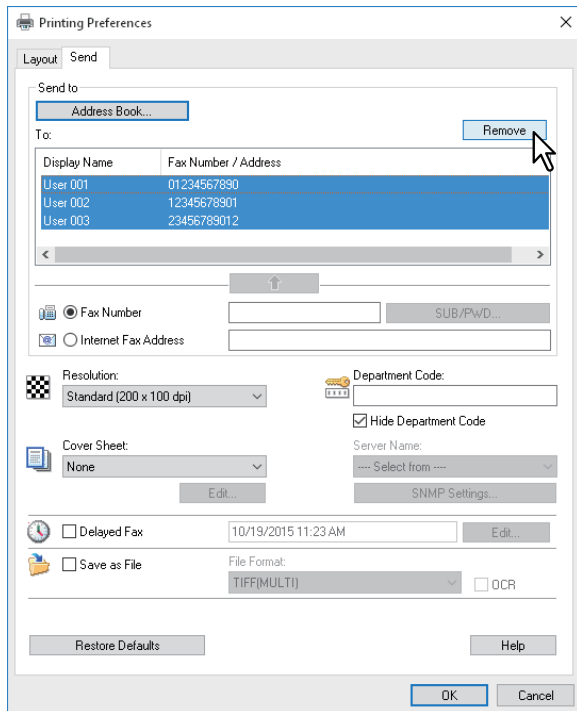 Printing Preferences
Layout Send
Send to
Address Book...
To:
Remove
Display Name Fax Number / Address
User 001 01234567890
User 002 12345678901
User 003 23456789012
Fax Number
SUB/PWD...
Internet Fax Address
Resolution:
Standard (200 x 100 dpi)
Department Code:
Hide Department Code
Cover Sheet:
None
Edit...
Server Name:
---- Select from ----
SNMP Settings...
Delayed Fax 10/19/2015 11:23 AM Edit...
Save as File
File Format:
TIFF(MULTI)
OCR
Restore Defaults
Help
OK
Cancel